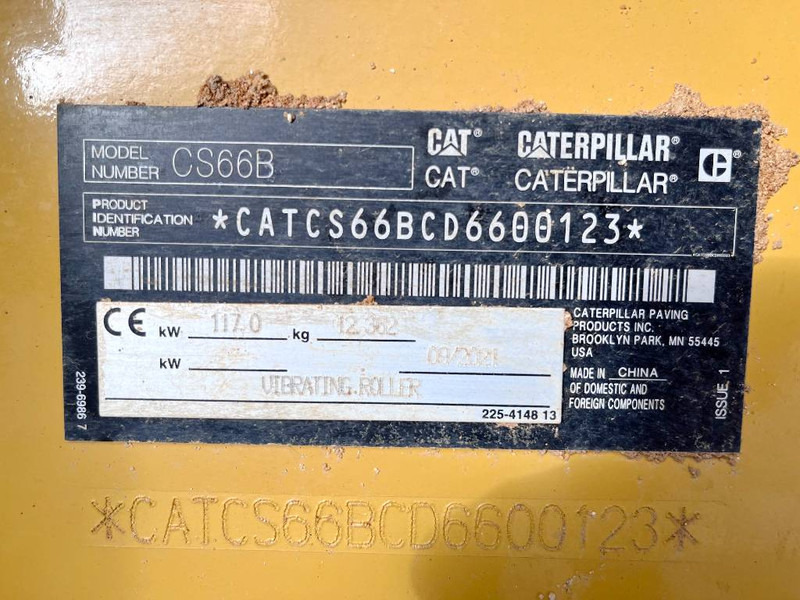 MODEL NUMBER CS66B
CAT® CATERPILLAR®
CAT® CATERPILLAR®
PRODUCT IDENTIFICATION NUMBER *CATCS66BCD6600123*
CE kW 117.0 kg 12,362
kW 08/2021
VIBRATING ROLLER
225-4148 13
CATERPILLAR PAVING
PRODUCTS INC.
BROOKLYN PARK, MN 55445
USA
MADE IN CHINA
OF DOMESTIC AND
FOREIGN COMPONENTS
239-6986 7
ISSUE 1
*CATCS66BCD6600123*